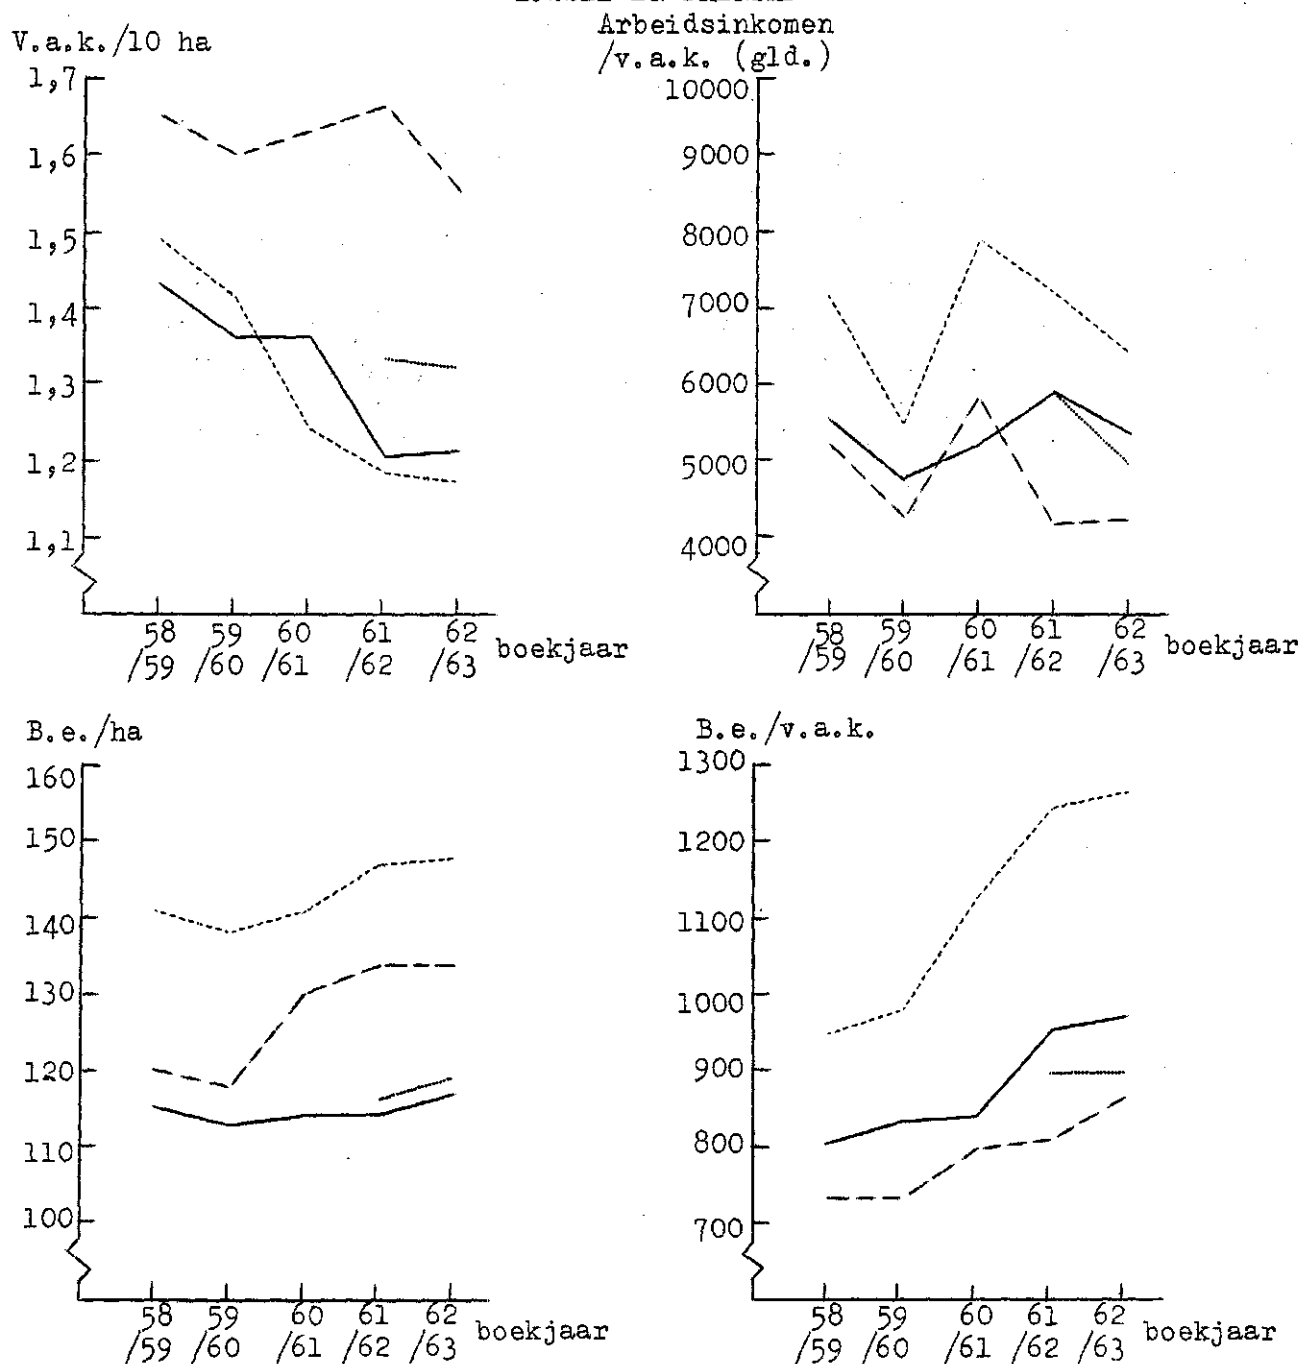 Arbeidsinkomen
V.a.k./10 ha
/v.a.k. (gld.)
1,7
1,6
1,5
1,4
1,3
1,2
1,1
58 59 60 61 62
/59 /60 /61 /62 /63 boekjaar
10000
9000
8000
7000
6000
5000
4000
58 59 60 61 62
/59 /60 /61 /62 /63 boekjaar
B.e./ha
160
150
140
130
120
110
100
58 59 60 61 62
/59 /60 /61 /62 /63 boekjaar
B.e./v.a.k.
1300
1200
1100
1000
900
800
700
58 59 60 61 62
/59 /60 /61 /62 /63 boekjaar